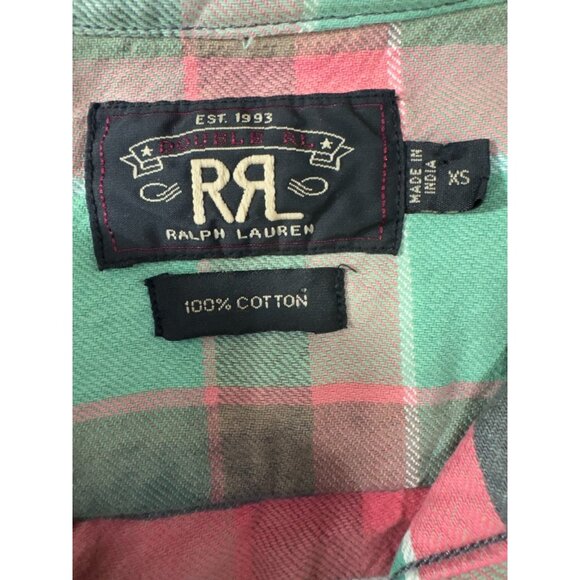 EST. 1993
DOUBLE RL
RRL
RALPH LAUREN
MADE IN
INDIA
XS
100% COTTON